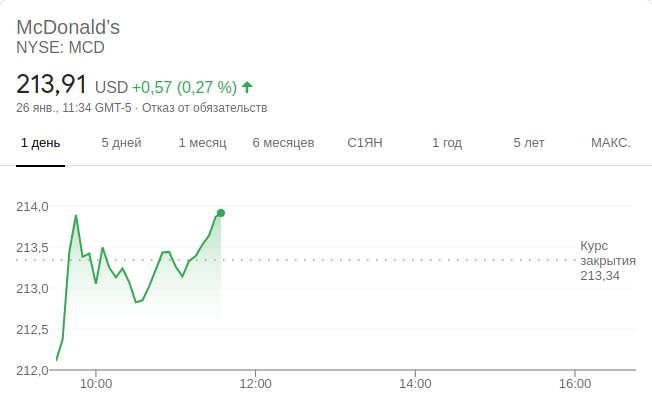 McDonald’s
NYSE: MCD
213,91 USD +0,57 (0,27 %)
26 янв., 11:34 GMT-5 · Отказ от обязательств
1 день 5 дней 1 месяц 6 месяцев С1ЯН 1 год 5 лет МАКС.
214,0
213,5
213,0
212,5
212,0
Курс
закрытия
213,34
10:00 12:00 14:00 16:00